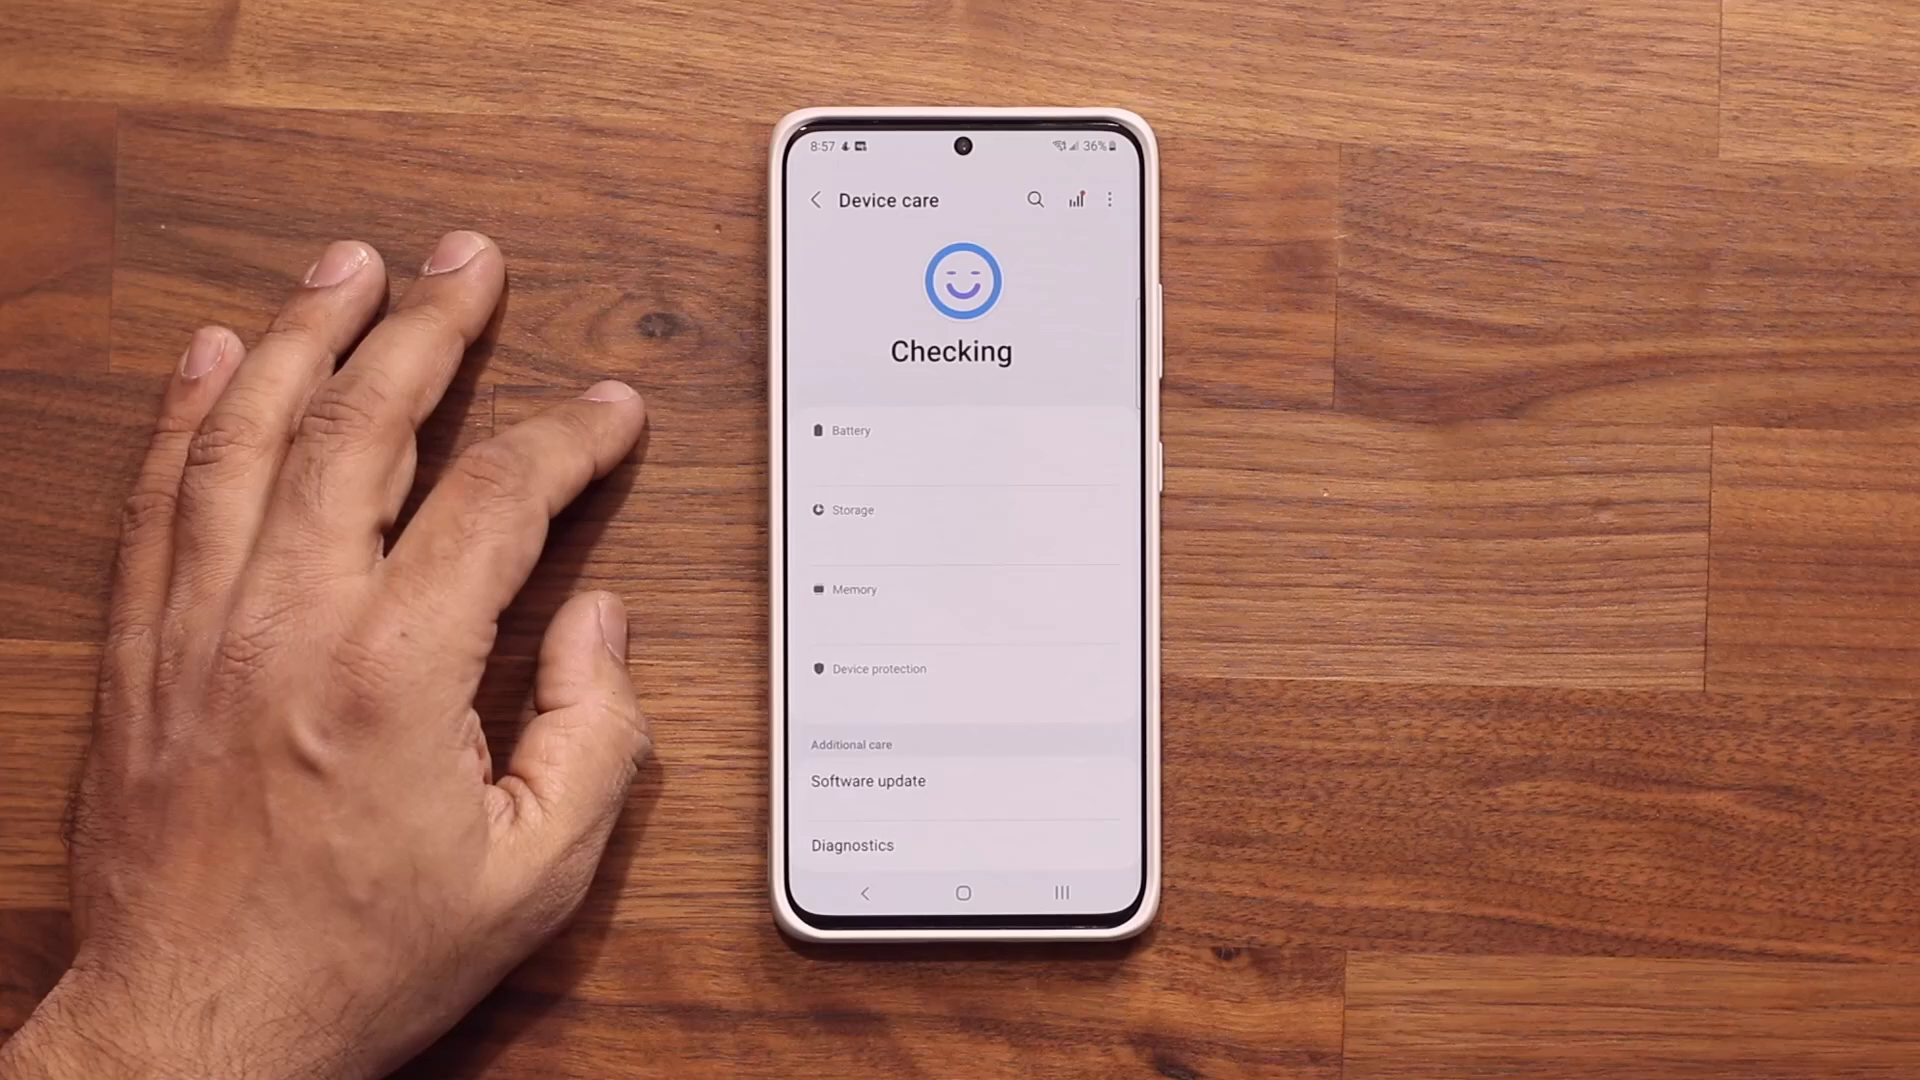 8:57 36%
Device care
Checking
Battery
Storage
Memory
Device protection
Additional care
Software update
Diagnostics